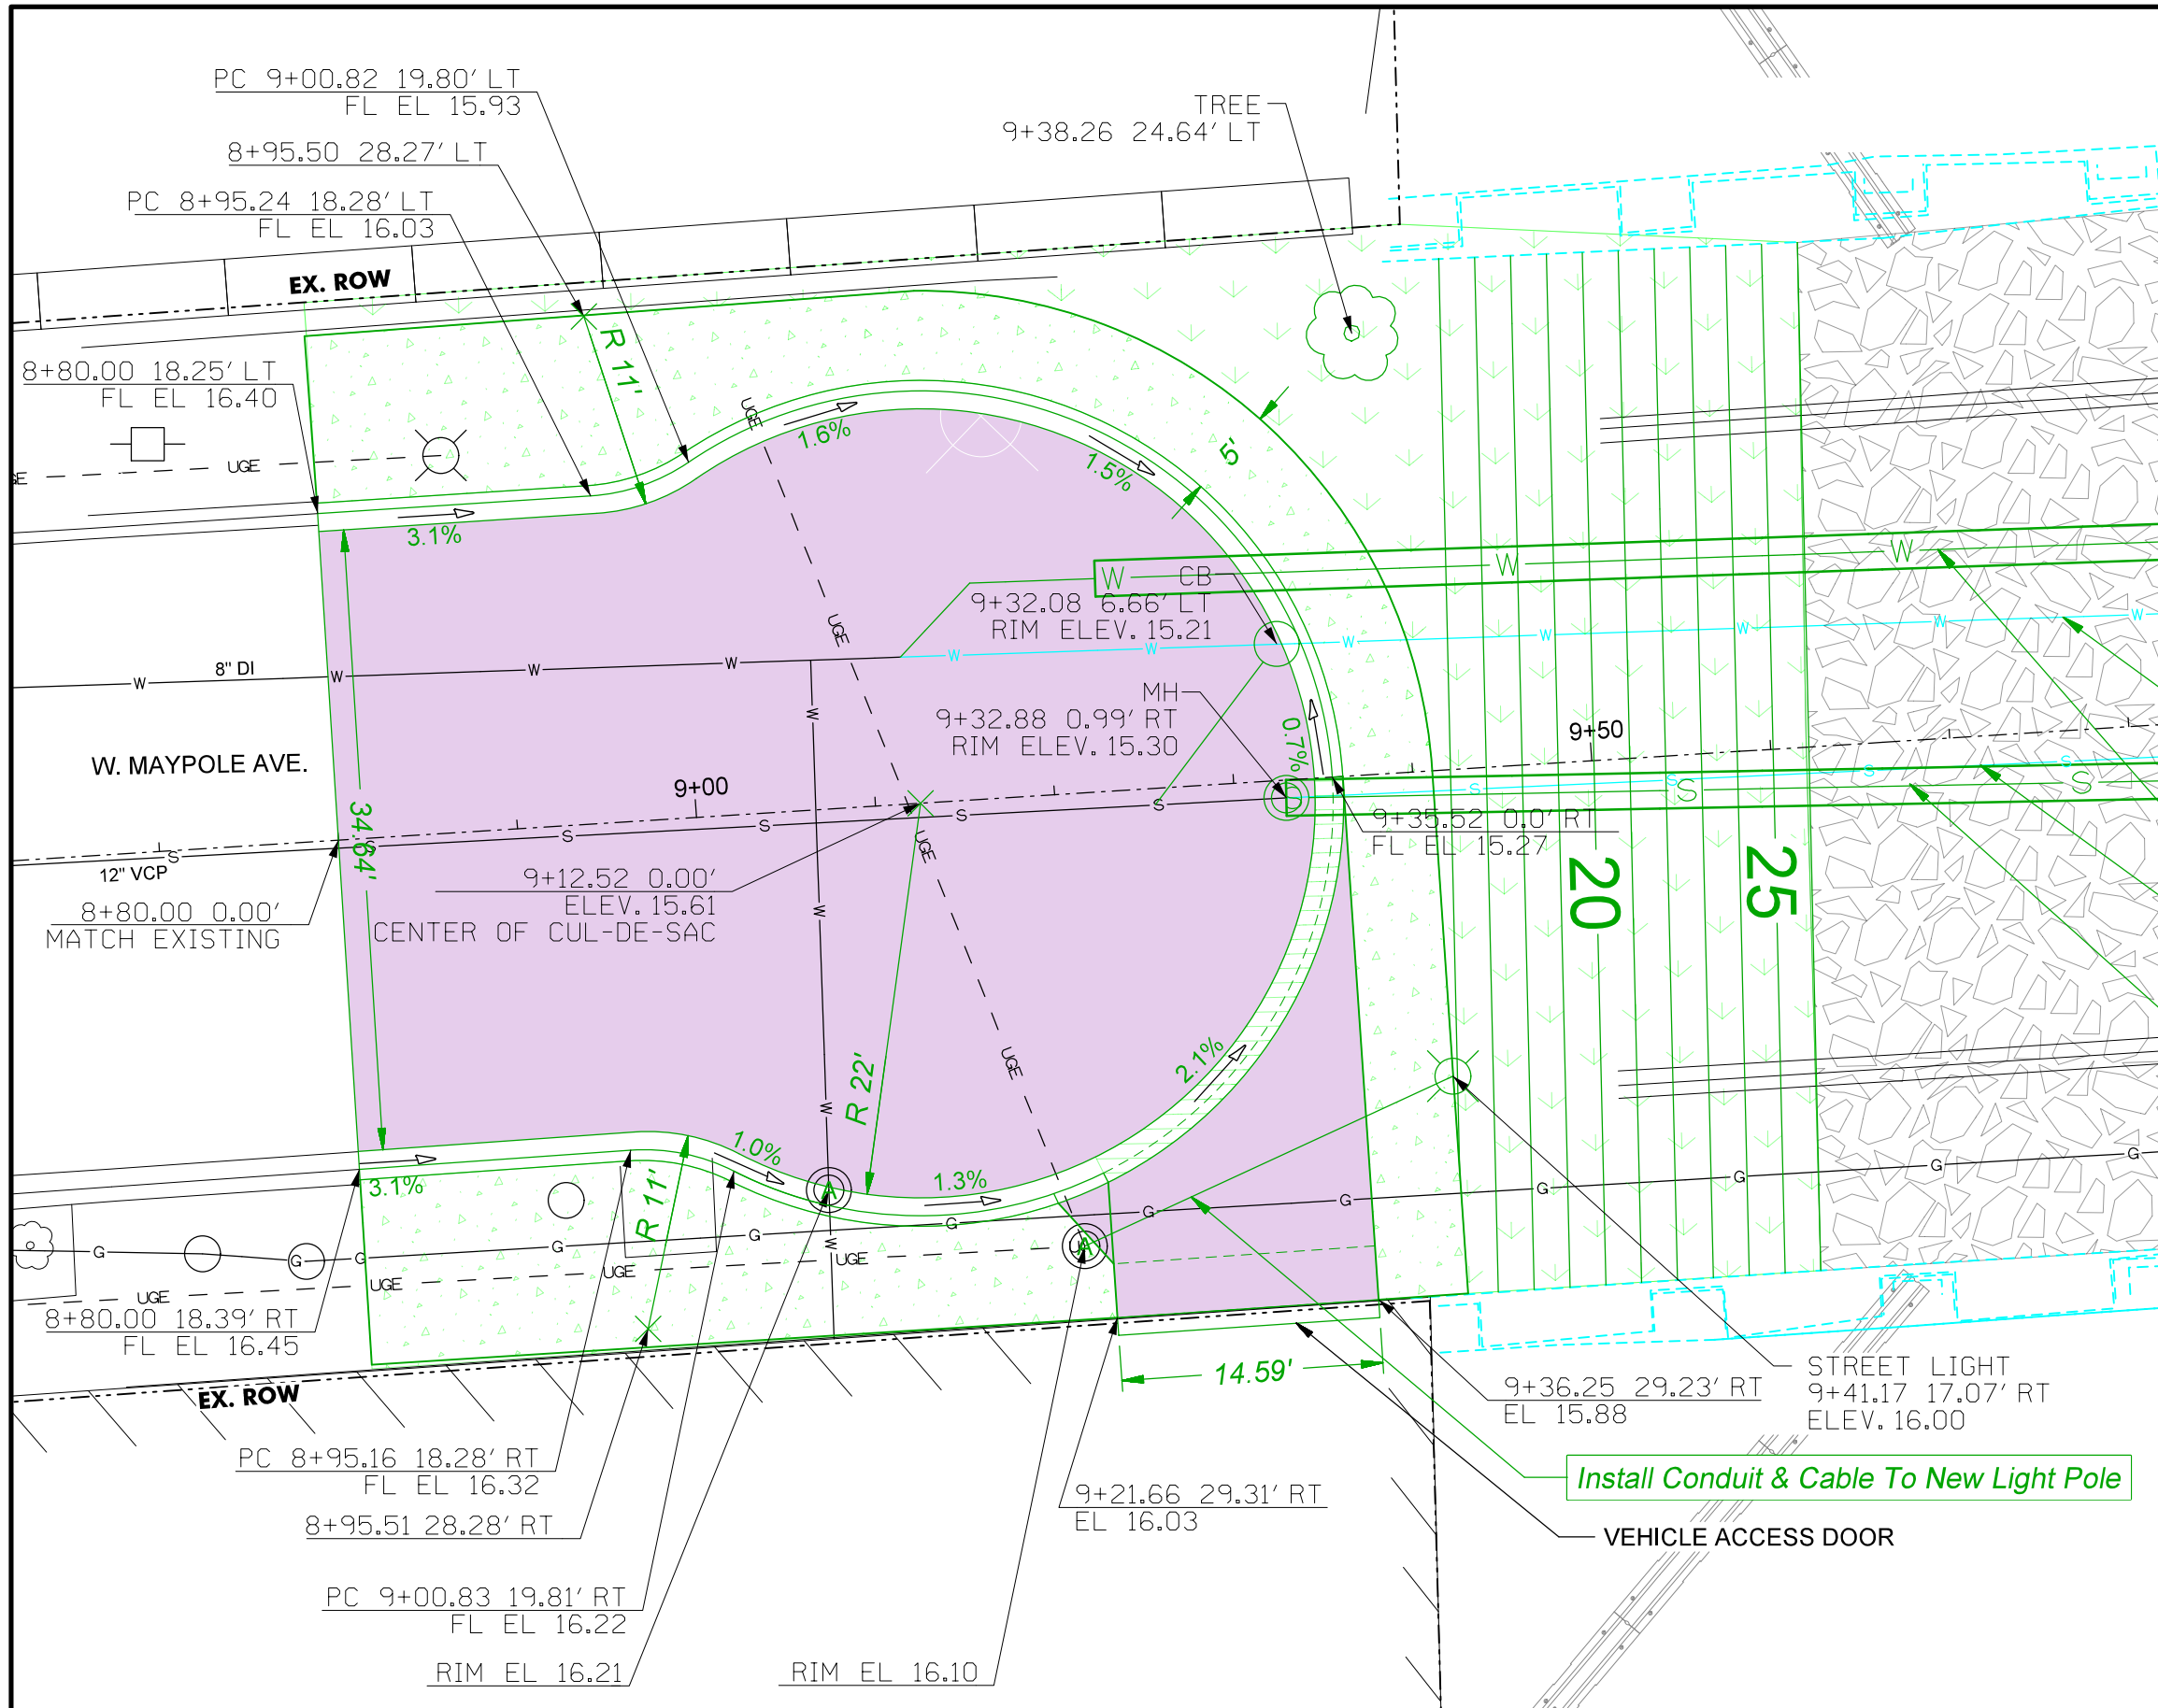 PC 9+00.82 19.80' LT
FL EL 15.93
8+95.50 28.27' LT
PC 8+95.24 18.28' LT
FL EL 16.03
TREE
9+38.26 24.64' LT
EX. ROW
R 11'
8+80.00 18.25' LT
FL EL 16.40
UGE
UGE
1.6%
1.5%
5'
UGE
3.1%
W
W
W
CB
9+32.08 6.66' LT
RIM ELEV. 15.21
UGE
8" DI
W
W
W
W
W
W
W
W
W
W
W
MH
9+32.88 0.99' RT
RIM ELEV. 15.30
0.7%
9+50
W. MAYPOLE AVE.
9+00
34.64'
S
S
S
S
S
S
S
S
S
S
S
12" VCP
UGE
9+35.52 0.0' RT
FL EL 15.27
9+12.52 0.00'
ELEV. 15.61
CENTER OF CUL-DE-SAC
8+80.00 0.00'
MATCH EXISTING
W
20
25
R 22'
UGE
2.1%
W
1.0%
1.3%
3.1%
R 11'
A
A
G
G
G
G
G
G
G
G
G
G
G
G
W
UGE
UGE
UGE
UGE
8+80.00 18.39' RT
FL EL 16.45
EX. ROW
14.59'
STREET LIGHT
9+41.17 17.07' RT
ELEV. 16.00
9+36.25 29.23' RT
EL 15.88
PC 8+95.16 18.28' RT
FL EL 16.32
8+95.51 28.28' RT
9+21.66 29.31' RT
EL 16.03
Install Conduit & Cable To New Light Pole
VEHICLE ACCESS DOOR
PC 9+00.83 19.81' RT
FL EL 16.22
RIM EL 16.21
RIM EL 16.10